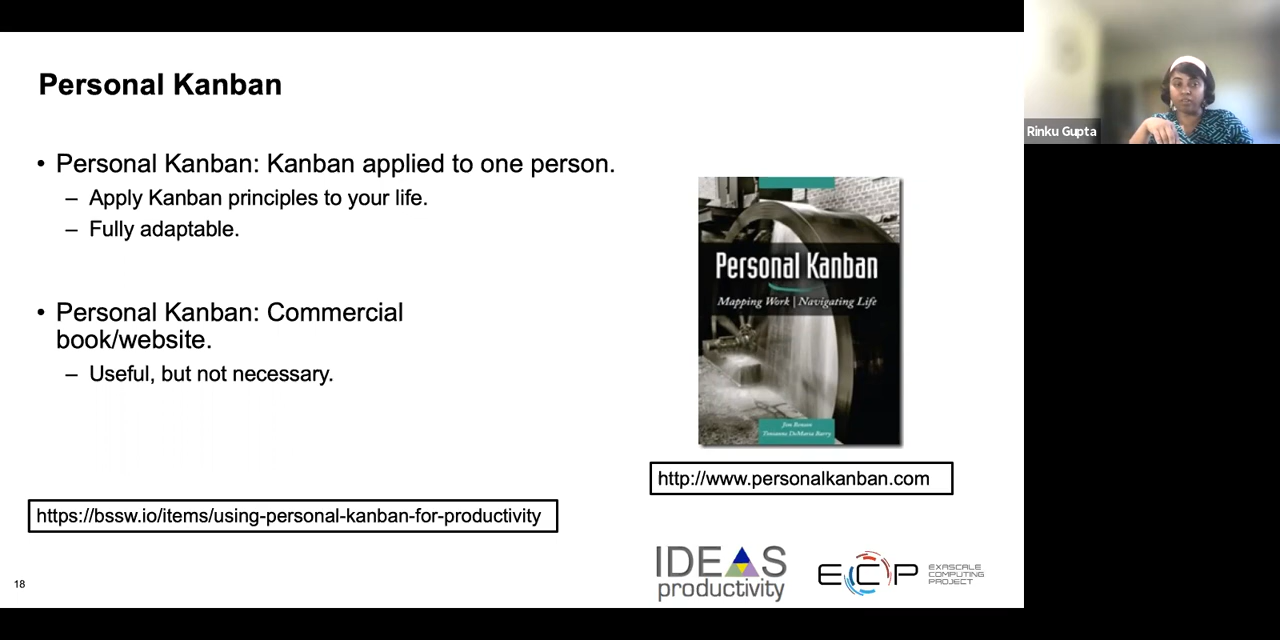 Personal Kanban
• Personal Kanban: Kanban applied to one person.
– Apply Kanban principles to your life.
– Fully adaptable.
• Personal Kanban: Commercial
book/website.
– Useful, but not necessary.
https://bssw.io/items/using-personal-kanban-for-productivity
18
Personal Kanban
Mapping Work | Navigating Life
Jim Benson
Tonianne DeMaria Barry
http://www.personalkanban.com
IDEAS
productivity
ECP
EXASCALE
COMPUTING
PROJECT
Rinku Gupta